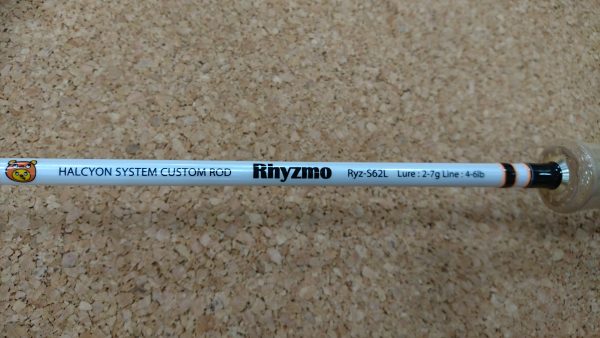 HALCYON SYSTEM CUSTOM ROD Rhyzmo Ryz-S62L Lure : 2-7g Line : 4-6lb